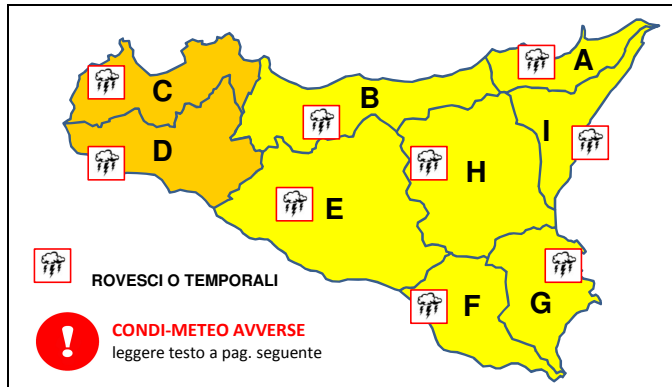 A
C
B
I
D
H
E
ROVESCI O TEMPORALI
F
G
CONDI-METEO AVVERSE
leggere testo a pag. seguente